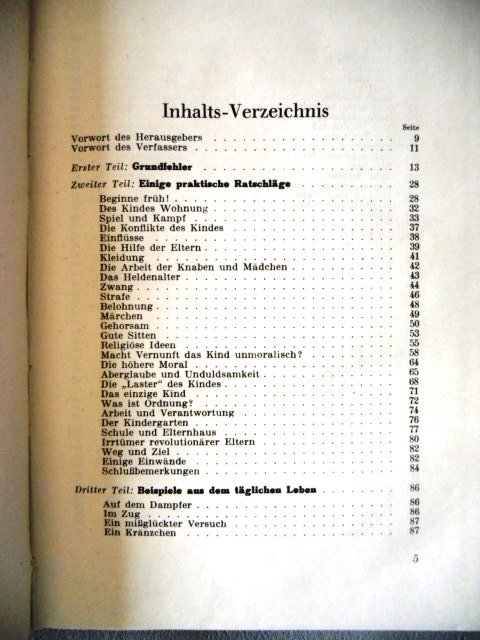 Inhalts-Verzeichnis
Seite
Vorwort des Herausgebers . . . 9
Vorwort des Verfassers . . . 11
Erster Teil: Grundfehler . . . 13
Zweiter Teil: Einige praktische Ratschläge . . . 28
Beginne früh! . . . 28
Des Kindes Wohnung . . . 32
Spiel und Kampf . . . 33
Die Konflikte des Kindes . . . 37
Einflüsse . . . 38
Die Hilfe der Eltern . . . 39
Kleidung . . . 41
Die Arbeit der Knaben und Mädchen . . . 42
Das Heldenalter . . . 43
Zwang . . . 44
Strafe . . . 46
Belohnung . . . 48
Märchen . . . 49
Gehorsam . . . 50
Gute Sitten . . . 53
Religiöse Ideen . . . 55
Macht Vernunft das Kind unmoralisch? . . . 58
Die höhere Moral . . . 64
Aberglaube und Unduldsamkeit . . . 65
Die „Laster" des Kindes . . . 68
Das einzige Kind . . . 71
Was ist Ordnung? . . . 72
Arbeit und Verantwortung . . . 74
Der Kindergarten . . . 76
Schule und Elternhaus . . . 77
Irrtümer revolutionärer Eltern . . . 80
Weg und Ziel . . . 82
Einige Einwände . . . 82
Schlußbemerkungen . . . 84
Dritter Teil: Beispiele aus dem täglichen Leben . . . 86
Auf dem Dampfer . . . 86
Im Zug . . . 86
Ein mißglückter Versuch . . . 87
Ein Kränzchen . . . 87
5